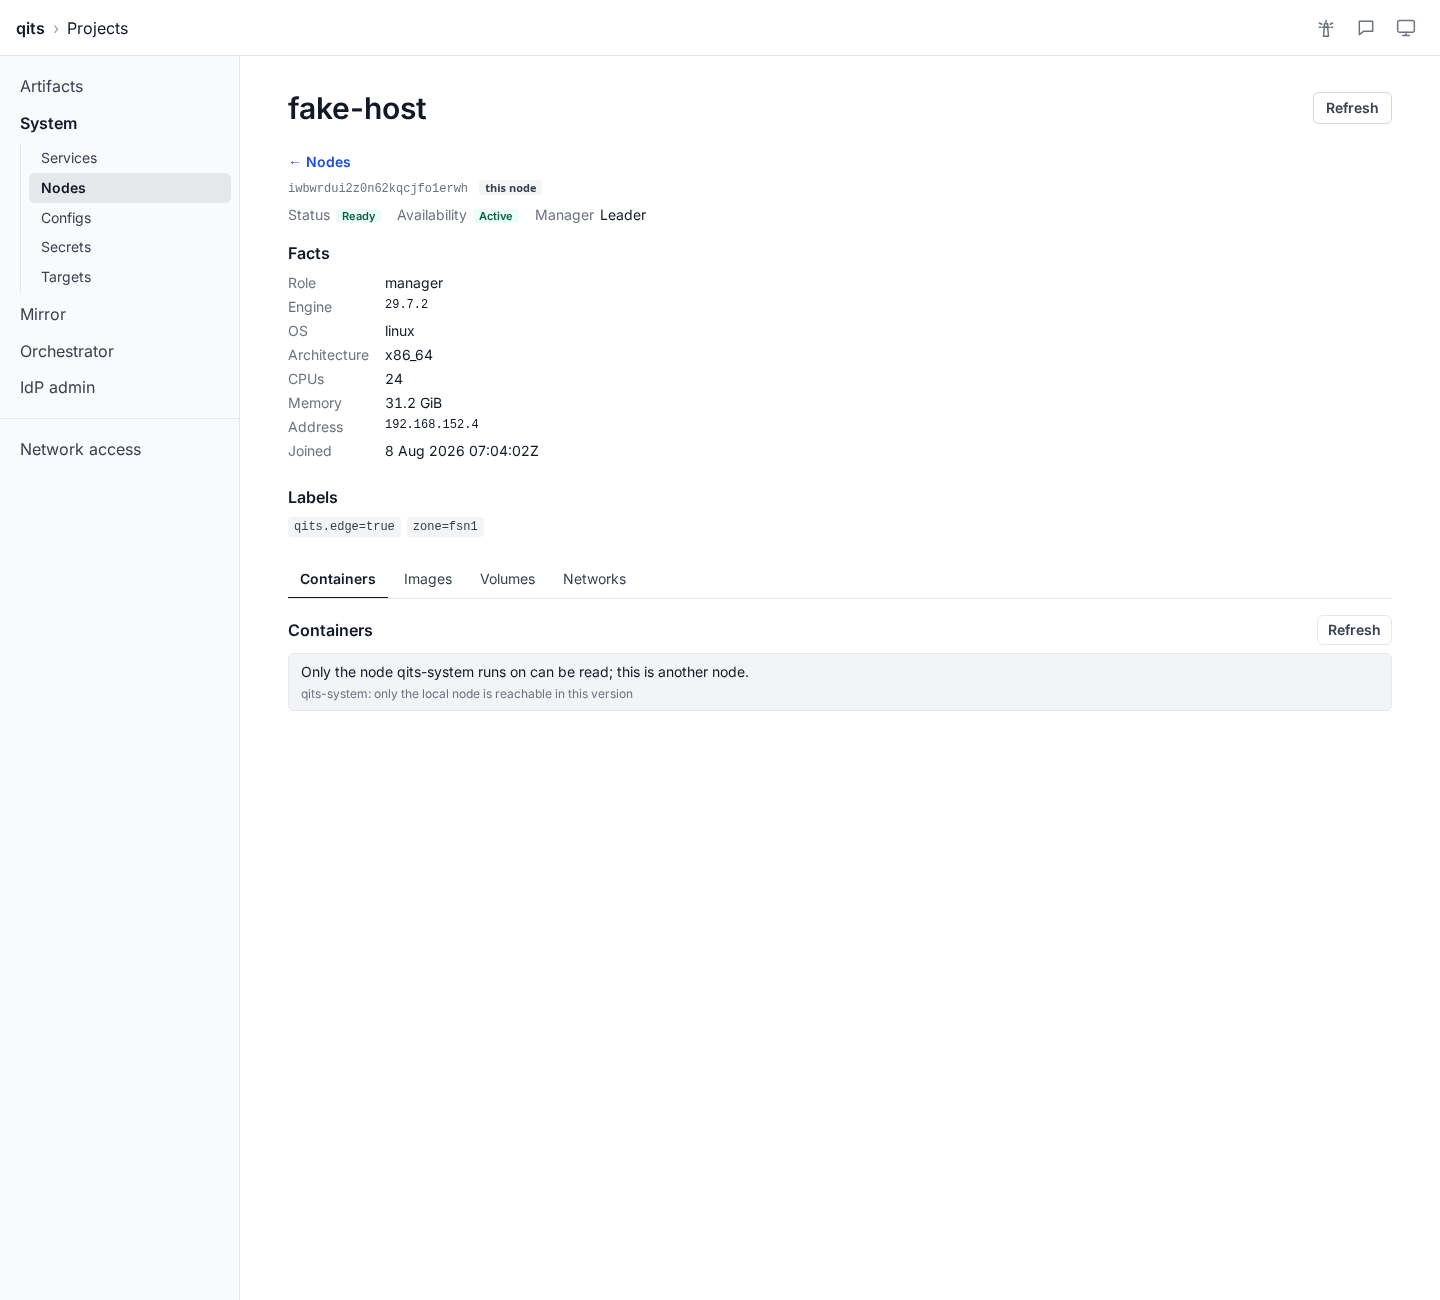 qits › Projects
Artifacts
System
Services
Nodes
Configs
Secrets
Targets
Mirror
Orchestrator
IdP admin
Network access
fake-host
Refresh
← Nodes
iwbwrdui2z0n62kqcjfo1erwh this node
Status Ready Availability Active Manager Leader
Facts
Role manager
Engine 29.7.2
OS linux
Architecture x86_64
CPUs 24
Memory 31.2 GiB
Address 192.168.152.4
Joined 8 Aug 2026 07:04:02Z
Labels
qits.edge=true zone=fsn1
Containers Images Volumes Networks
Containers
Refresh
Only the node qits-system runs on can be read; this is another node.
qits-system: only the local node is reachable in this version